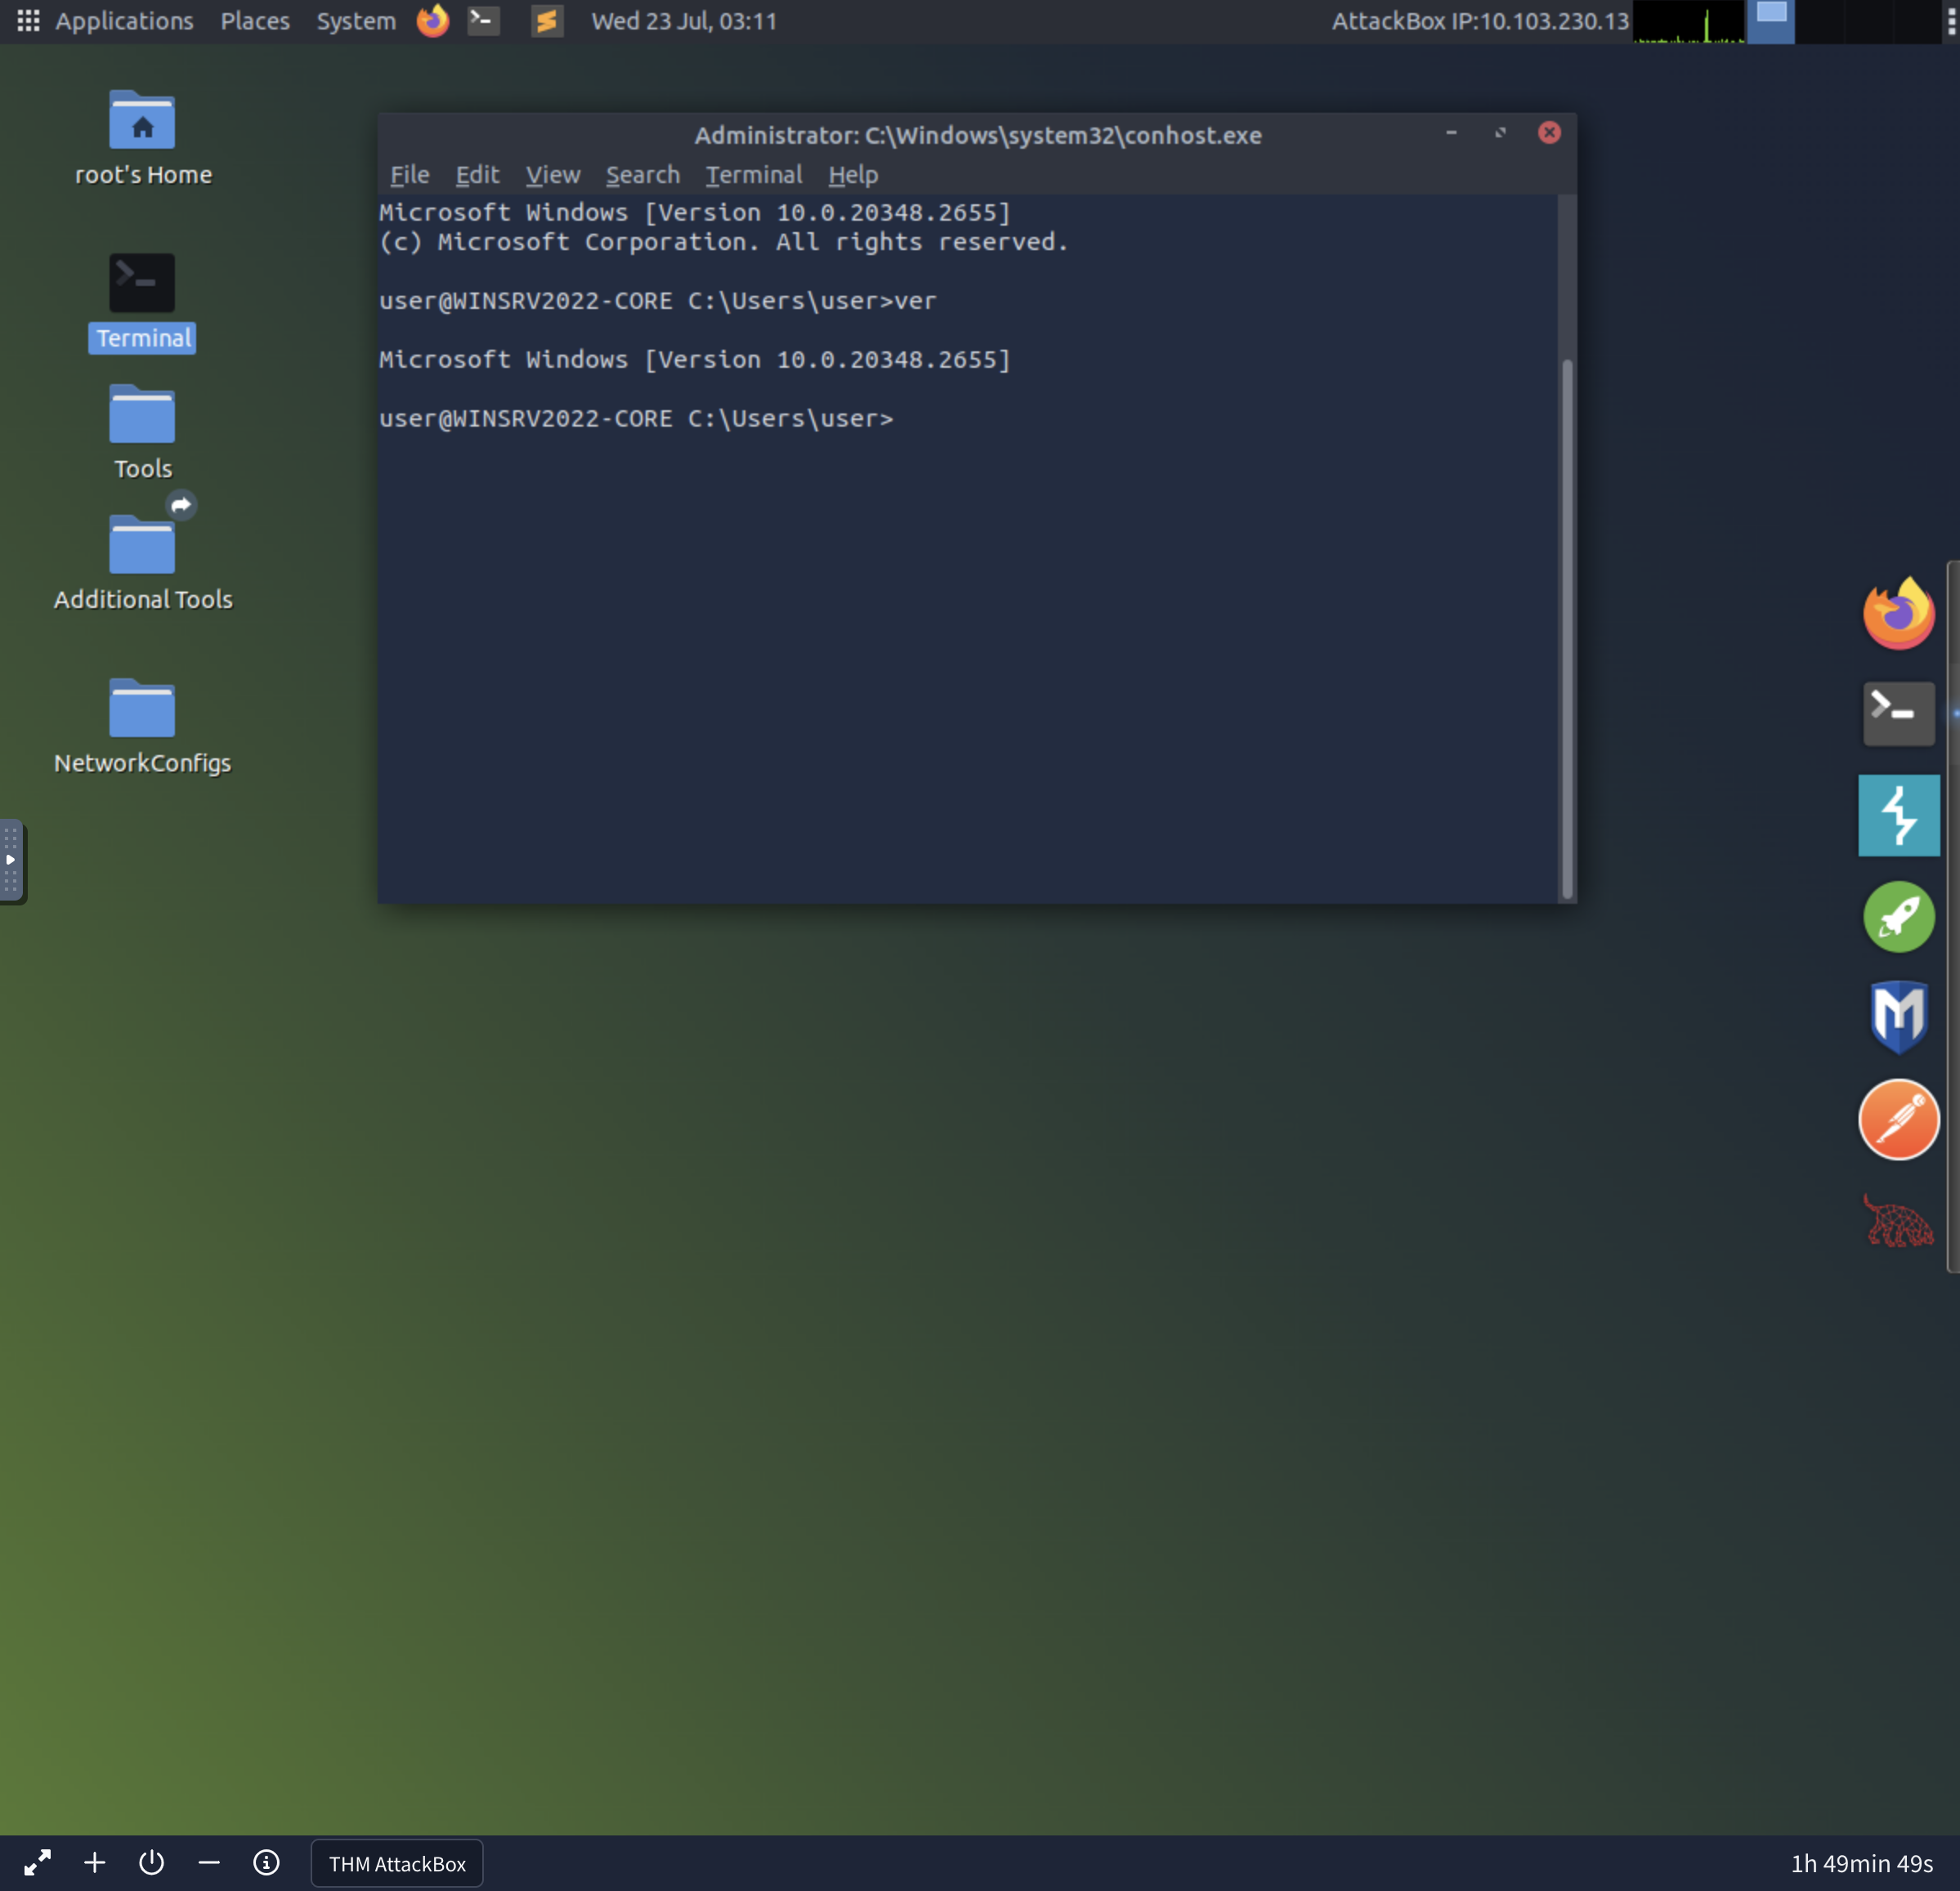 Applications Places System Wed 23 Jul, 03:11 AttackBox IP:10.103.230.13
root's Home
Terminal
Tools
Additional Tools
NetworkConfigs
Administrator: C:\Windows\system32\conhost.exe
File Edit View Search Terminal Help
Microsoft Windows [Version 10.0.20348.2655]
(c) Microsoft Corporation. All rights reserved.
user@WINSRV2022-CORE C:\Users\user>ver
Microsoft Windows [Version 10.0.20348.2655]
user@WINSRV2022-CORE C:\Users\user>
THM AttackBox 1h 49min 49s